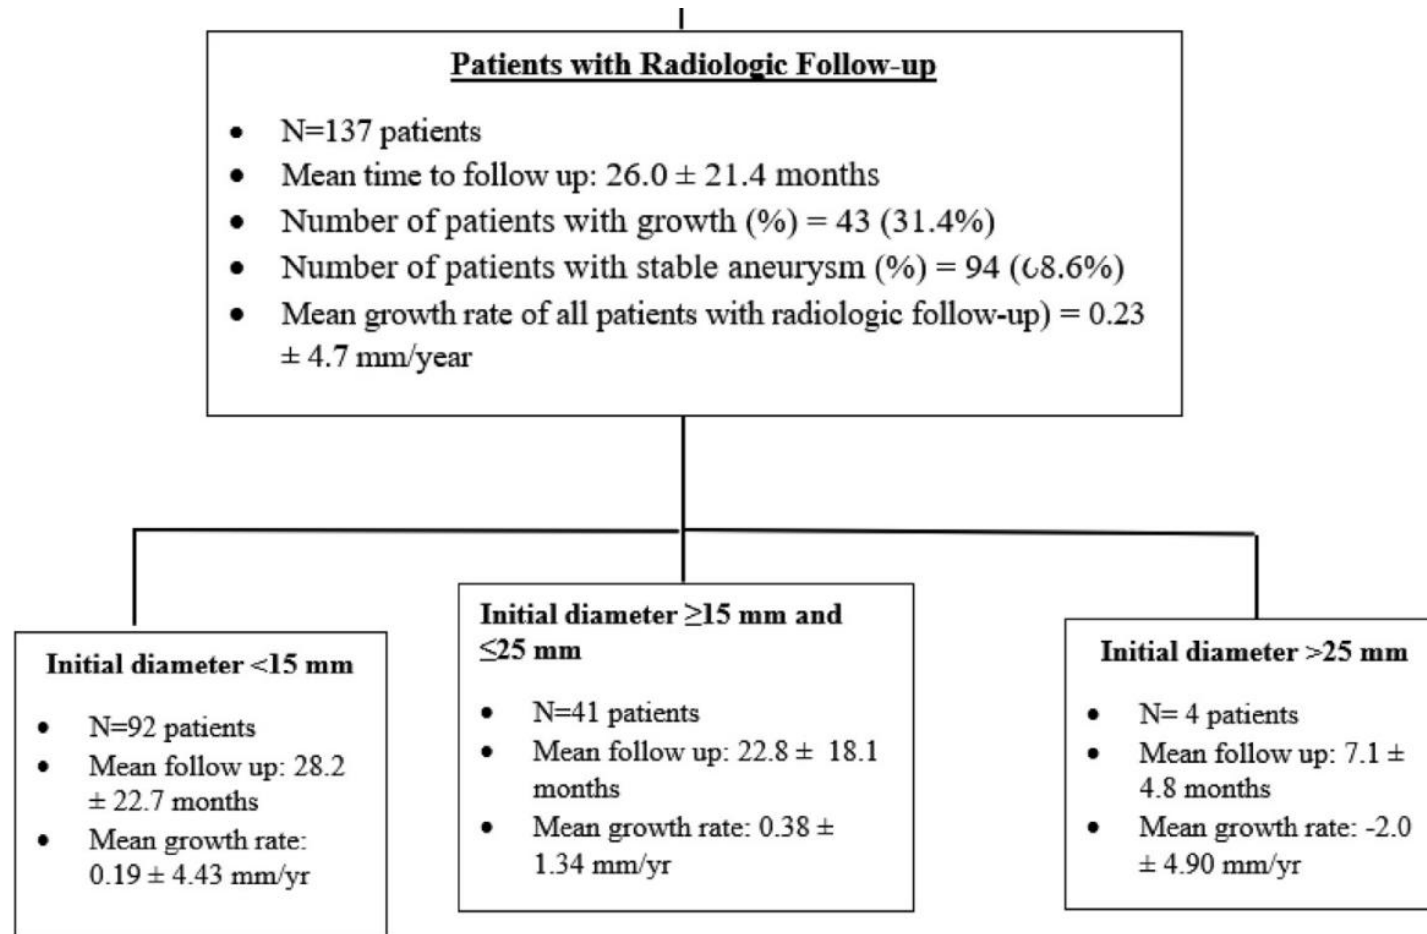 Patients with Radiologic Follow-up
• N=137 patients
• Mean time to follow up: 26.0 ± 21.4 months
• Number of patients with growth (%) = 43 (31.4%)
• Number of patients with stable aneurysm (%) = 94 (68.6%)
• Mean growth rate of all patients with radiologic follow-up) = 0.23
± 4.7 mm/year
Initial diameter <15 mm
• N=92 patients
• Mean follow up: 28.2
± 22.7 months
• Mean growth rate:
0.19 ± 4.43 mm/yr
Initial diameter ≥15 mm and
≤25 mm
• N=41 patients
• Mean follow up: 22.8 ± 18.1
months
• Mean growth rate: 0.38 ±
1.34 mm/yr
Initial diameter >25 mm
• N= 4 patients
• Mean follow up: 7.1 ±
4.8 months
• Mean growth rate: -2.0
± 4.90 mm/yr